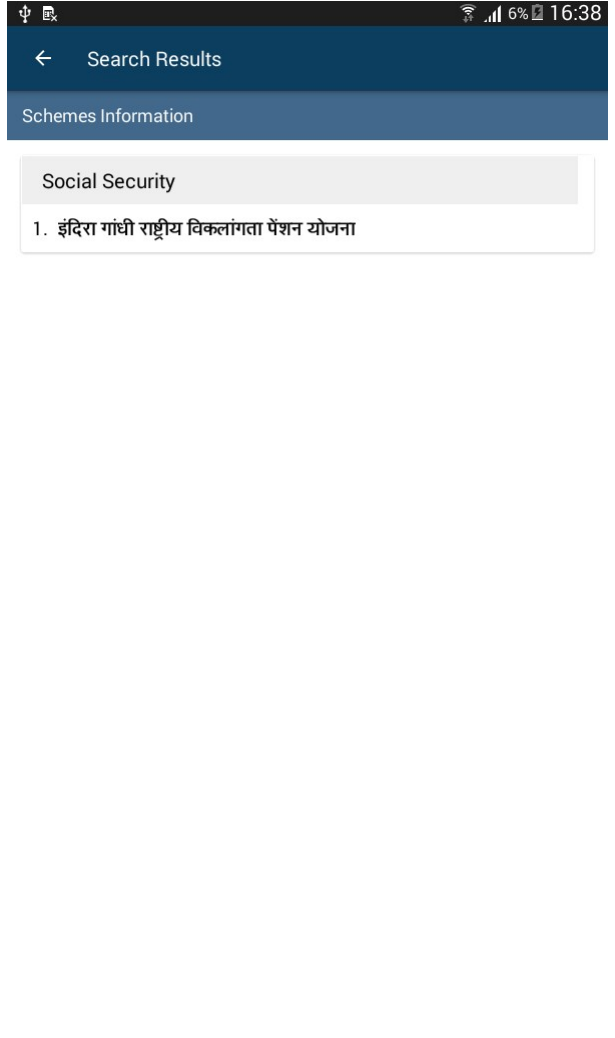 6% 16:38
Search Results
Schemes Information
Social Security
1. इंदिरा गांधी राष्ट्रीय विकलांगता पेंशन योजना